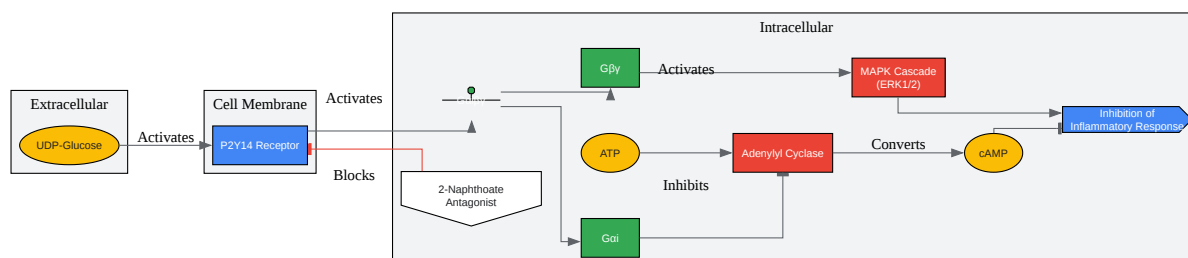 Intracellular
Extracellular
Cell Membrane
UDP-Glucose
Activates
P2Y14 Receptor
Activates
Blocks
2-Naphthoate
Antagonist
Gβγ
Activates
MAPK Cascade
(ERK1/2)
Inhibition of
Inflammatory Response
ATP
Adenylyl Cyclase
Converts
cAMP
Inhibits
Gαi